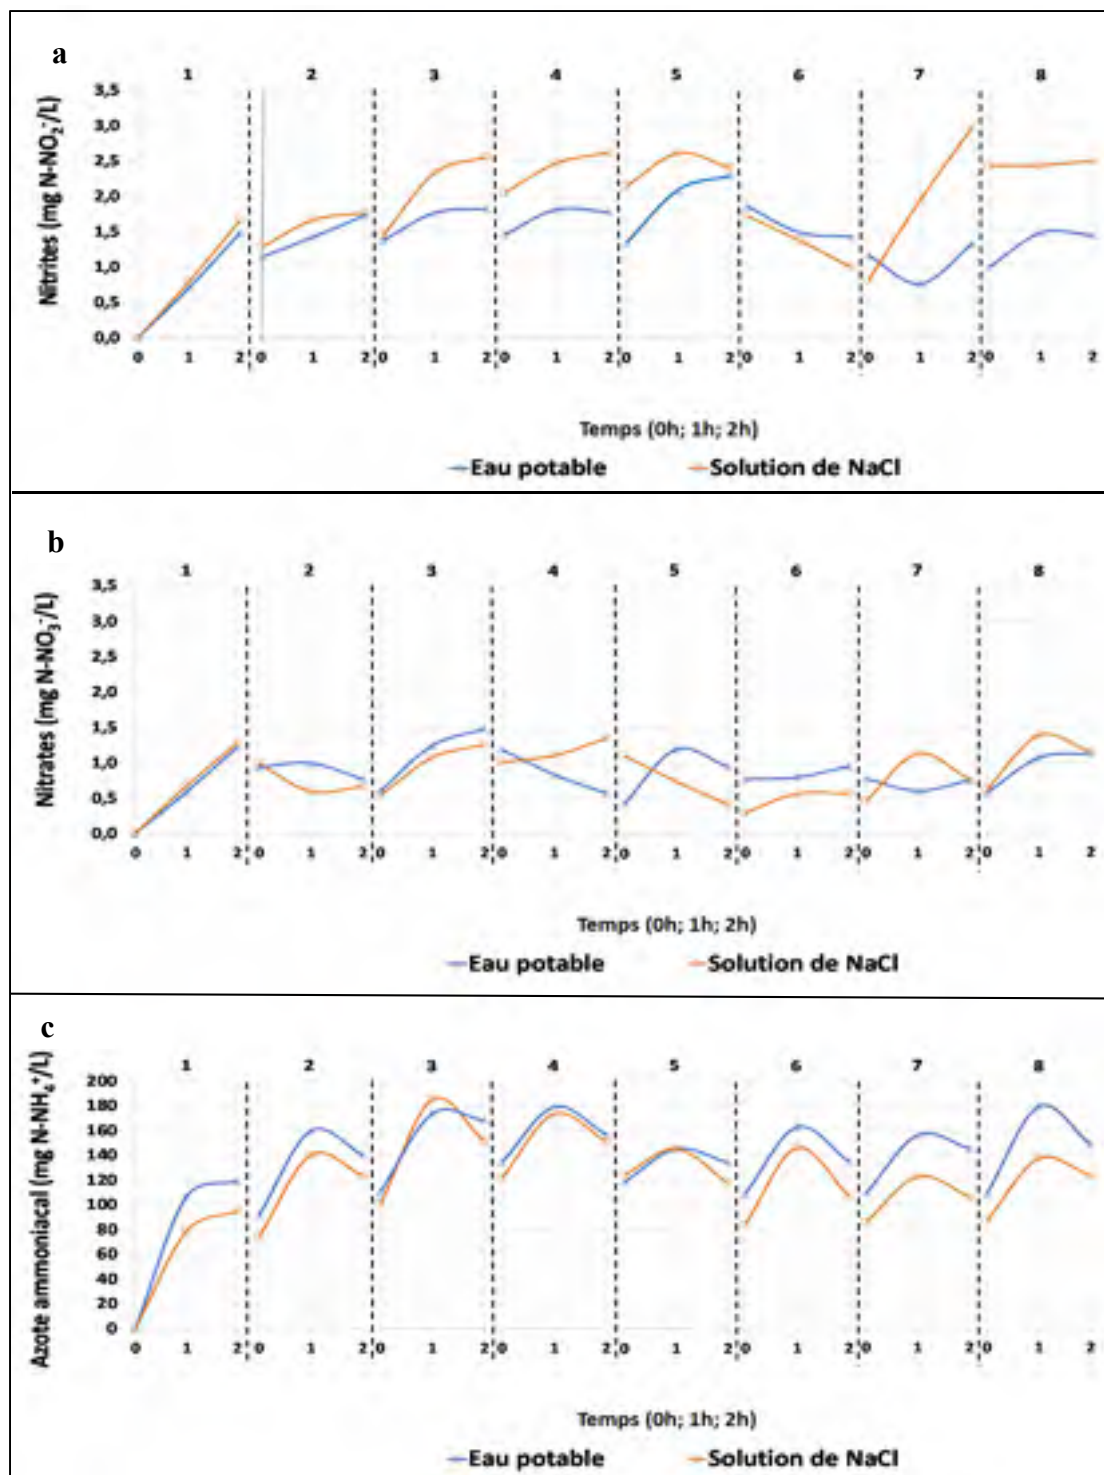 a
1 2 3 4 5 6 7 8
Nitrites (mg N-NO₂⁻/L)
3,5
3,0
2,5
2,0
1,5
1,0
0,5
0,0
0 1 2 0 1 2 0 1 2 0 1 2 0 1 2 0 1 2 0 1 2 0 1 2
Temps (0h; 1h; 2h)
Eau potable Solution de NaCl
b
1 2 3 4 5 6 7 8
Nitrates (mg N-NO₃⁻/L)
3,5
3,0
2,5
2,0
1,5
1,0
0,5
0,0
0 1 2 0 1 2 0 1 2 0 1 2 0 1 2 0 1 2 0 1 2 0 1 2
Temps (0h; 1h; 2h)
Eau potable Solution de NaCl
c
1 2 3 4 5 6 7 8
Azote ammoniacal (mg N-NH₄⁺/L)
200
180
160
140
120
100
80
60
40
20
0
0 1 2 0 1 2 0 1 2 0 1 2 0 1 2 0 1 2 0 1 2 0 1 2
Temps (0h; 1h; 2h)
Eau potable Solution de NaCl